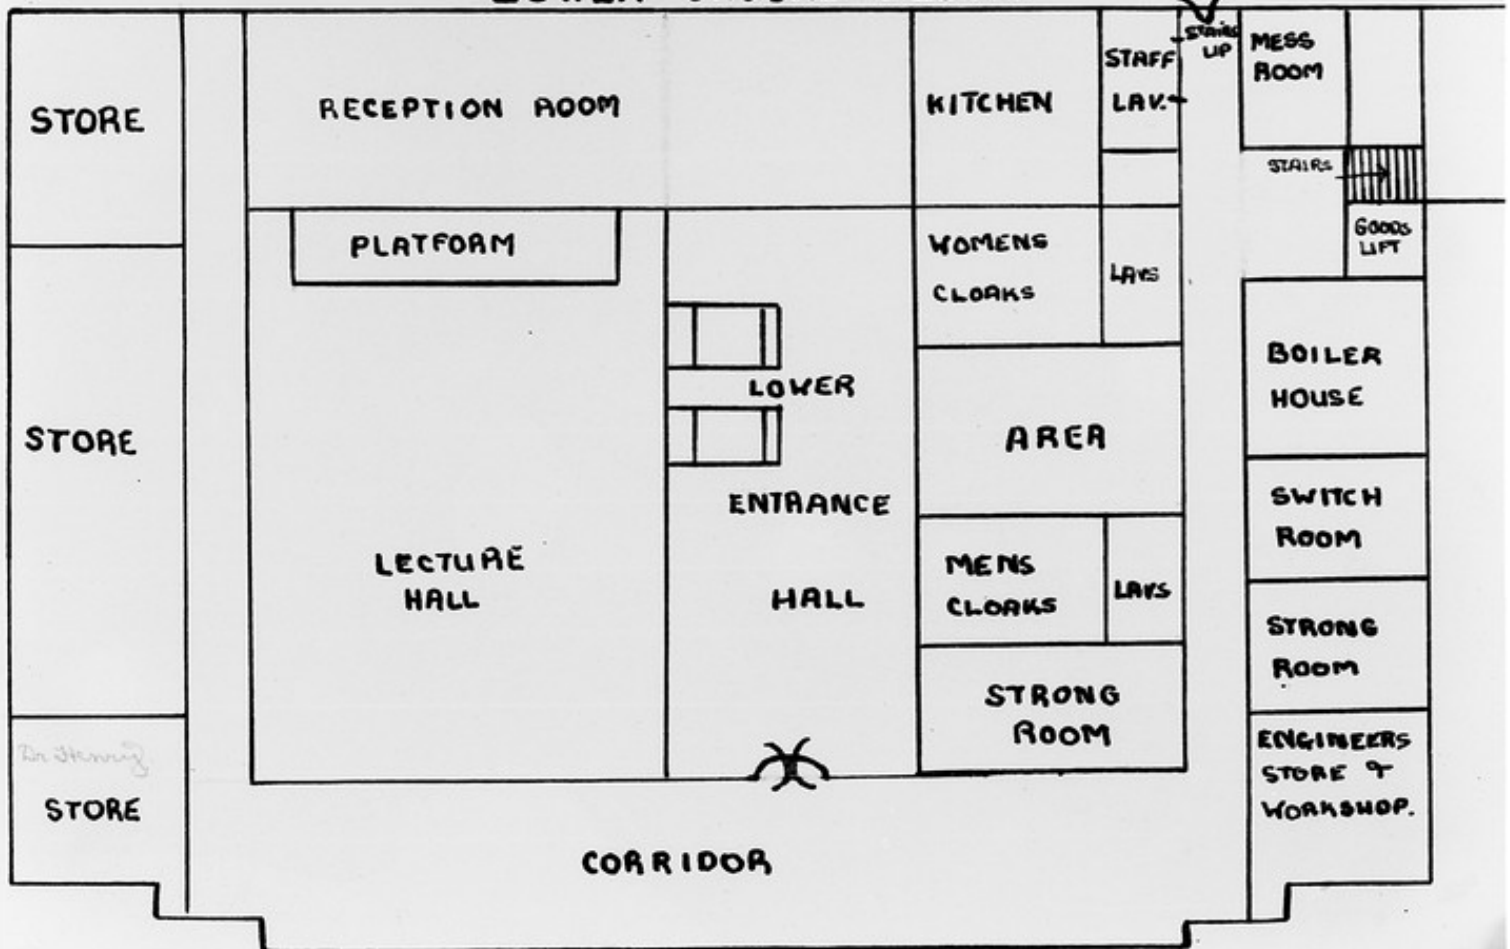 STORE
RECEPTION ROOM
KITCHEN
STAFF
LAV.
STAIRS
UP
MESS
ROOM
STAIRS
GOODS
LIFT
PLATFORM
WOMENS
CLOAKS
LAVS
STORE
LOWER
ENTRANCE
HALL
AREA
BOILER
HOUSE
SWITCH
ROOM
LECTURE
HALL
MENS
CLOAKS
LAVS
STRONG
ROOM
STRONG
ROOM
ENGINEERS
STORE &
WORKSHOP.
Dr Henry
STORE
CORRIDOR